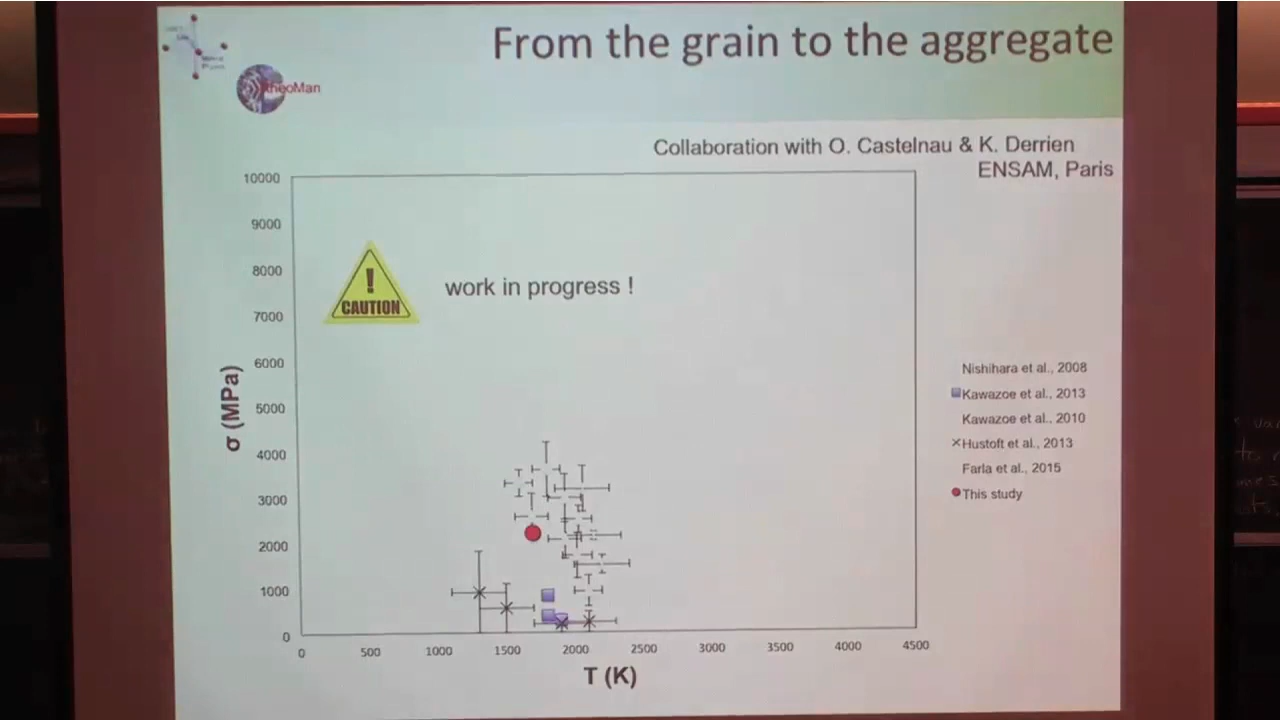 From the grain to the aggregate
theoMan
Collaboration with O. Castelnau & K. Derrien
ENSAM, Paris
10000
9000
8000
7000
6000
5000
4000
3000
2000
1000
0
σ (MPa)
!
CAUTION
work in progress !
Nishihara et al., 2008
Kawazoe et al., 2013
Kawazoe et al., 2010
Hustoft et al., 2013
Farla et al., 2015
This study
0 500 1000 1500 2000 2500 3000 3500 4000 4500
T (K)